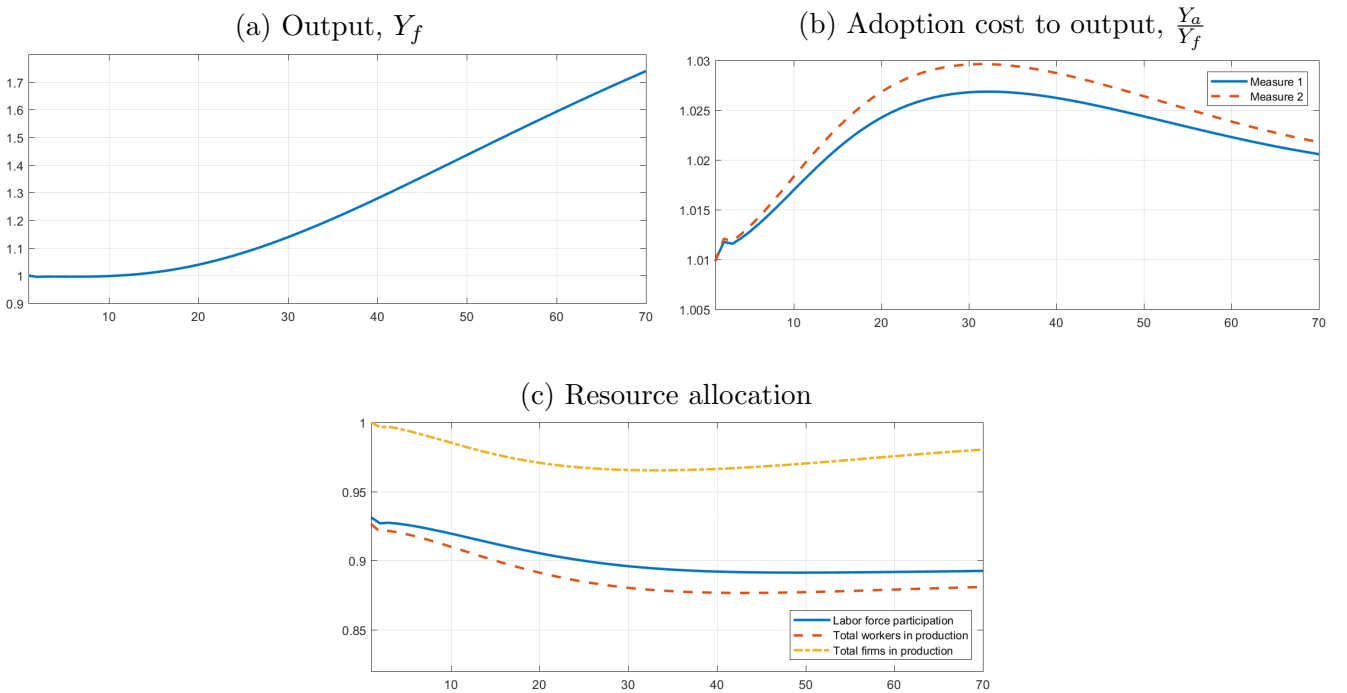 (a) Output, Y_f
1.7
1.6
1.5
1.4
1.3
1.2
1.1
1
0.9
10 20 30 40 50 60 70
(b) Adoption cost to output, Y_a/Y_f
1.03
1.025
1.02
1.015
1.01
1.005
10 20 30 40 50 60 70
Measure 1
Measure 2
(c) Resource allocation
1
0.95
0.9
0.85
10 20 30 40 50 60 70
Labor force participation
Total workers in production
Total firms in production